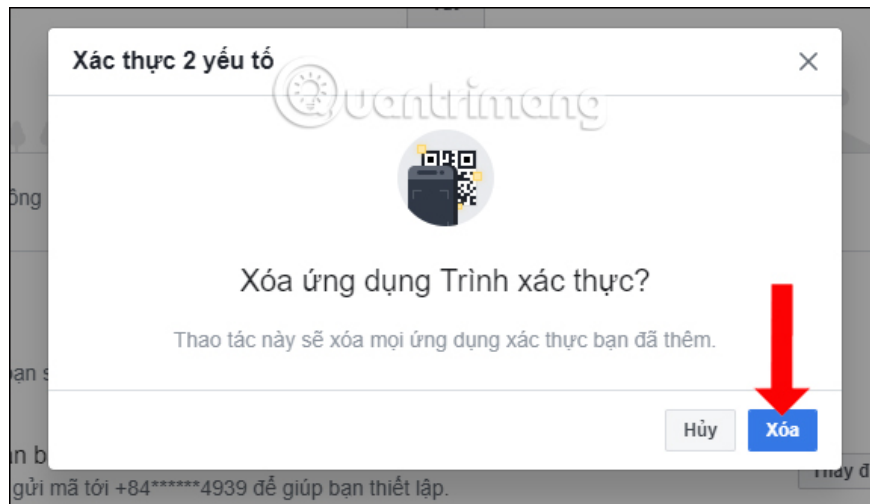 Xác thực 2 yếu tố
Quantrimang
Xóa ứng dụng Trình xác thực?
Thao tác này sẽ xóa mọi ứng dụng xác thực bạn đã thêm.
Hủy
Xóa
gửi mã tới +84******4939 để giúp bạn thiết lập.